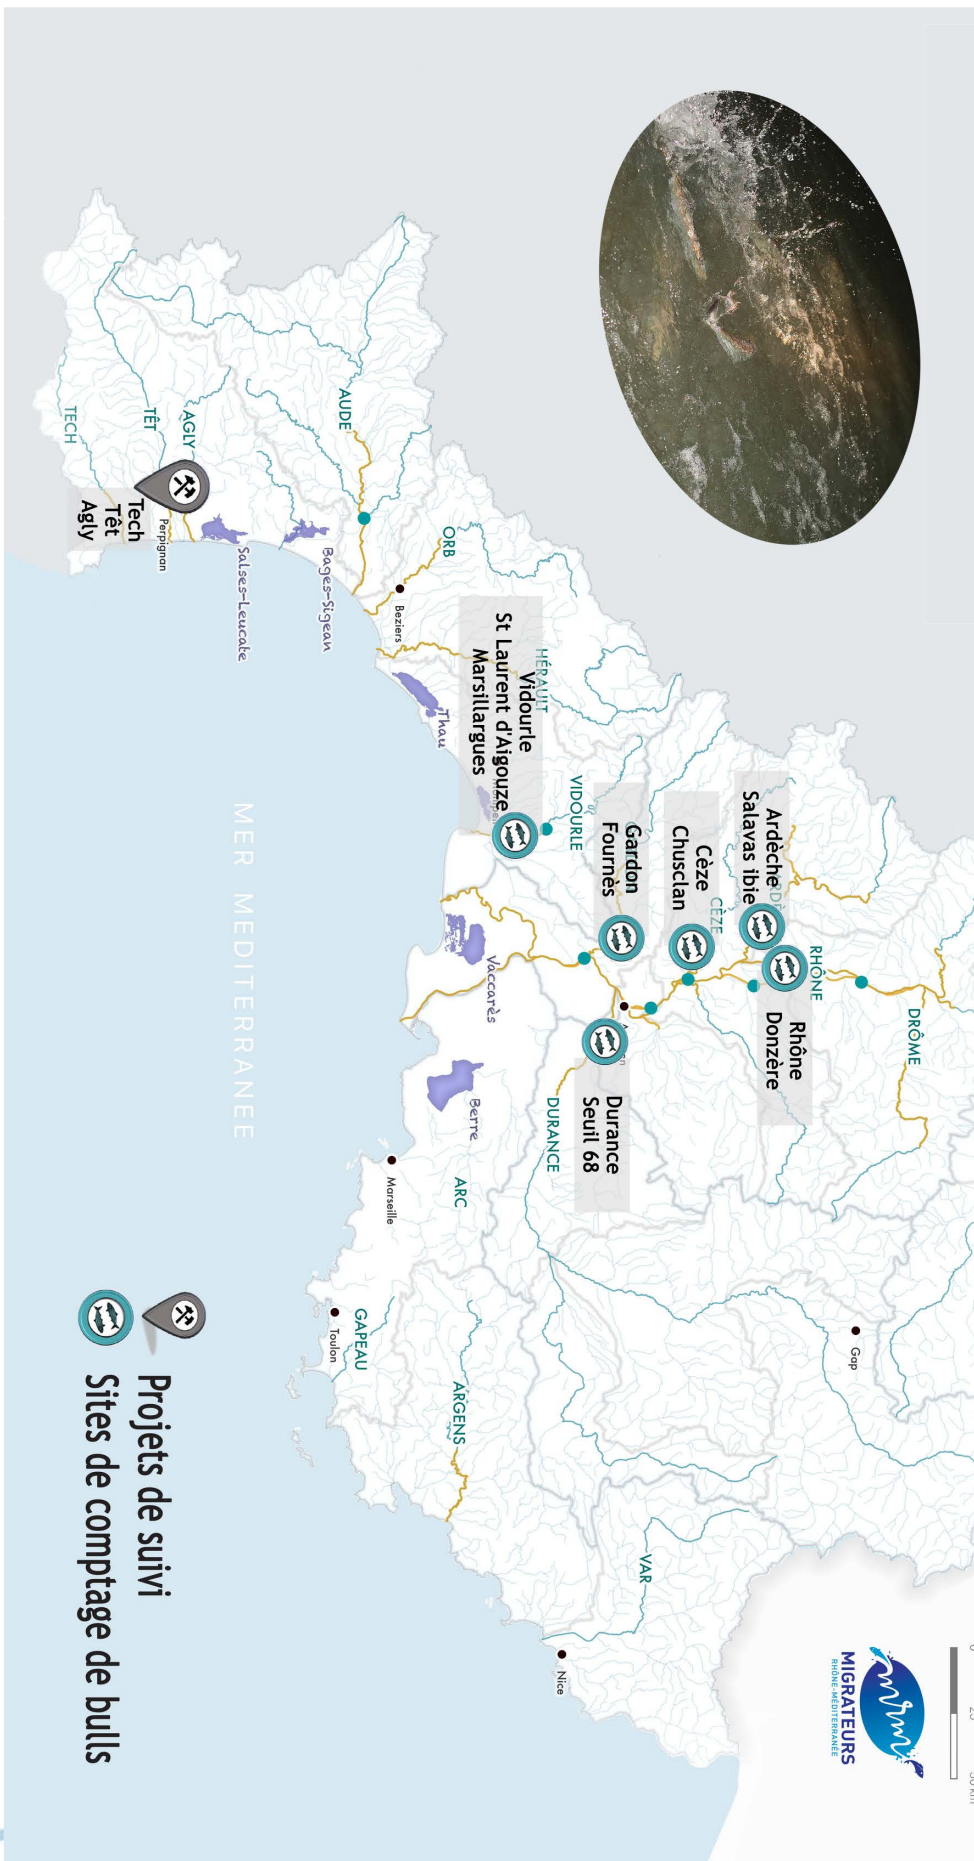 MIGRATEURS
RHÔNE-MÉDITERRANÉE
DRÔME
RHÔNE
Ardèche
Salavas ibie
Rhône
Donzère
CÈZE
Cèze
Chusclan
Gap
Gardon
Fournès
Durance
Seuil 68
VIDOURLE
DURANCE
HÉRAULT
Vidourle
St Laurent d'Aigouze
Marsillargues
VAR
Nice
ORB
Beziers
AUDE
Thau
Vaccarès
Berre
ARC
ARGENS
Marseille
GAPEAU
Toulon
Bages-Sigean
Salses-Leucate
AGLY
TÊT
TECH
Perpignan
Tech
Têt
Agly
MER MEDITERRANEE
Projets de suivi
Sites de comptage de bulls